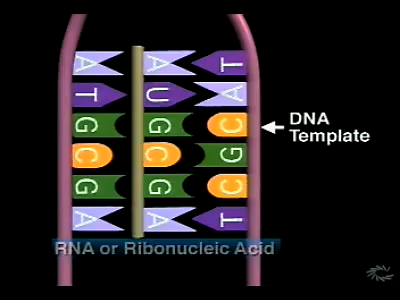 A A T
T U A
G G C
DNA
Template
C C G
G G C
A A T
RNA or Ribonucleic Acid